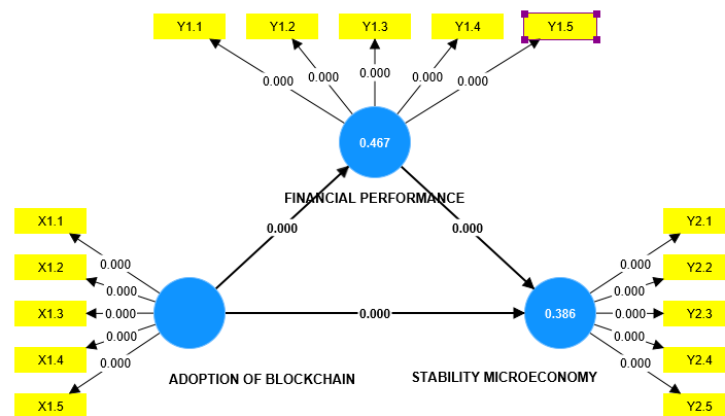 Y1.1 Y1.2 Y1.3 Y1.4 Y1.5
0.000 0.000 0.000 0.000 0.000
0.467
FINANCIAL PERFORMANCE
X1.1
X1.2
X1.3
X1.4
X1.5
0.000
0.000
0.000
0.000
0.000
0.000
0.000
0.000
0.386
0.000
0.000
0.000
0.000
0.000
Y2.1
Y2.2
Y2.3
Y2.4
Y2.5
ADOPTION OF BLOCKCHAIN
STABILITY MICROECONOMY